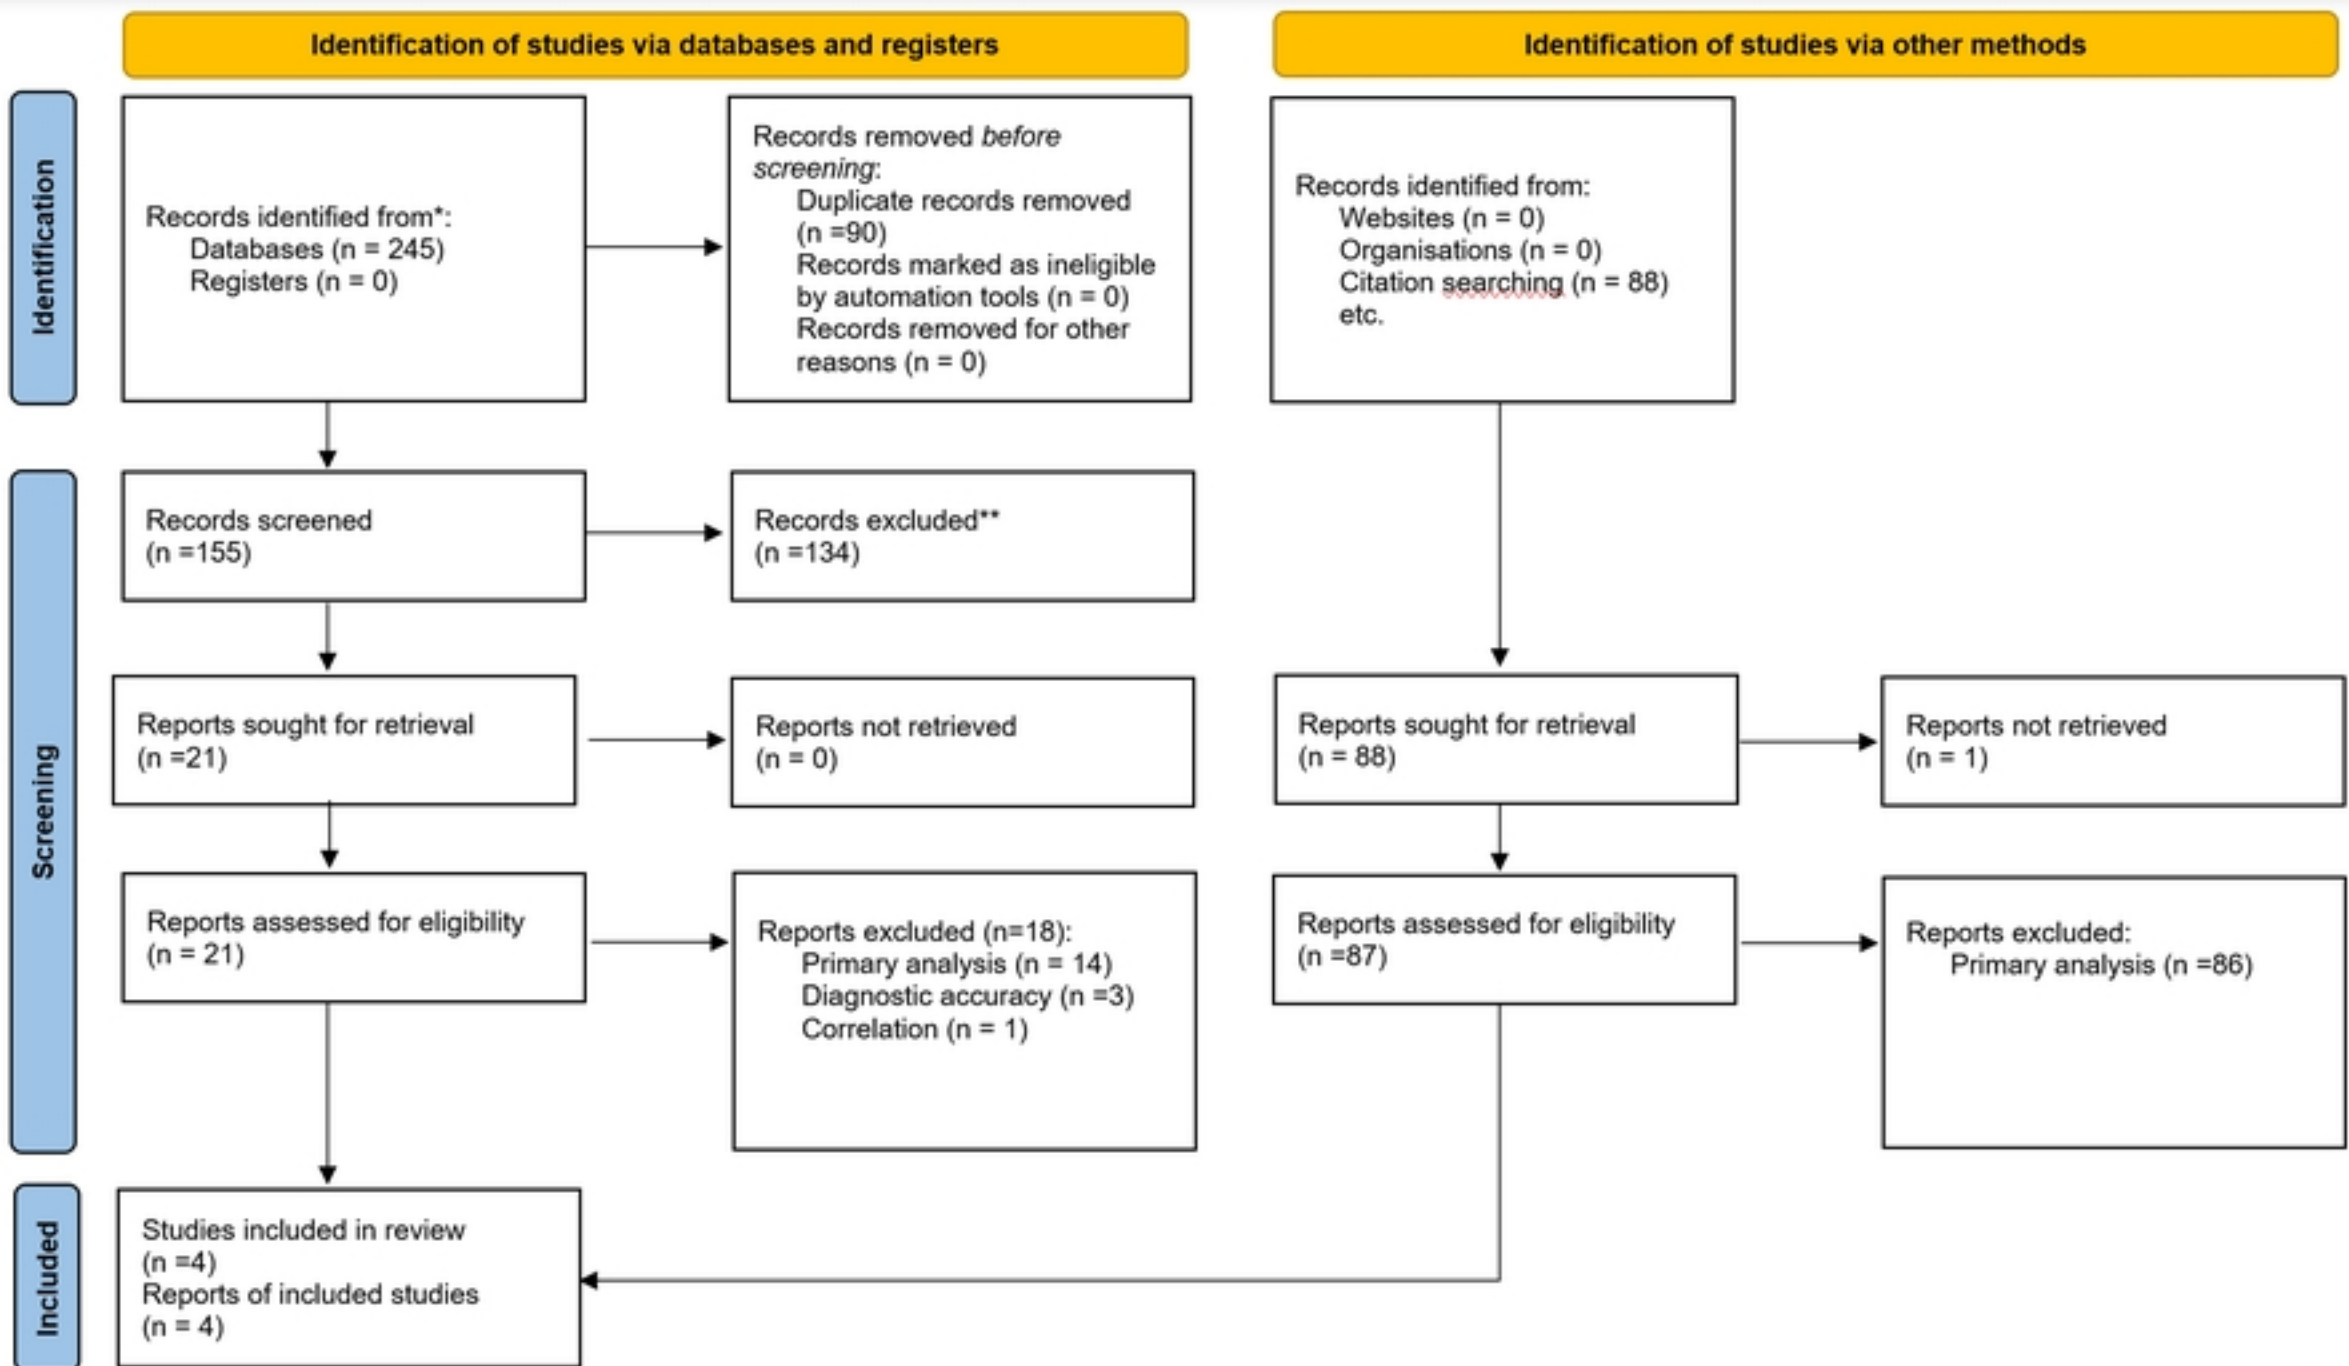 Identification of studies via databases and registers
Identification of studies via other methods
Identification
Records identified from*:
Databases (n = 245)
Registers (n = 0)
Records removed before
screening:
Duplicate records removed
(n =90)
Records marked as ineligible
by automation tools (n = 0)
Records removed for other
reasons (n = 0)
Records identified from:
Websites (n = 0)
Organisations (n = 0)
Citation searching (n = 88)
etc.
Screening
Records screened
(n =155)
Records excluded**
(n =134)
Reports sought for retrieval
(n =21)
Reports not retrieved
(n = 0)
Reports sought for retrieval
(n = 88)
Reports not retrieved
(n = 1)
Reports assessed for eligibility
(n = 21)
Reports excluded (n=18):
Primary analysis (n = 14)
Diagnostic accuracy (n =3)
Correlation (n = 1)
Reports assessed for eligibility
(n =87)
Reports excluded:
Primary analysis (n =86)
Included
Studies included in review
(n =4)
Reports of included studies
(n = 4)